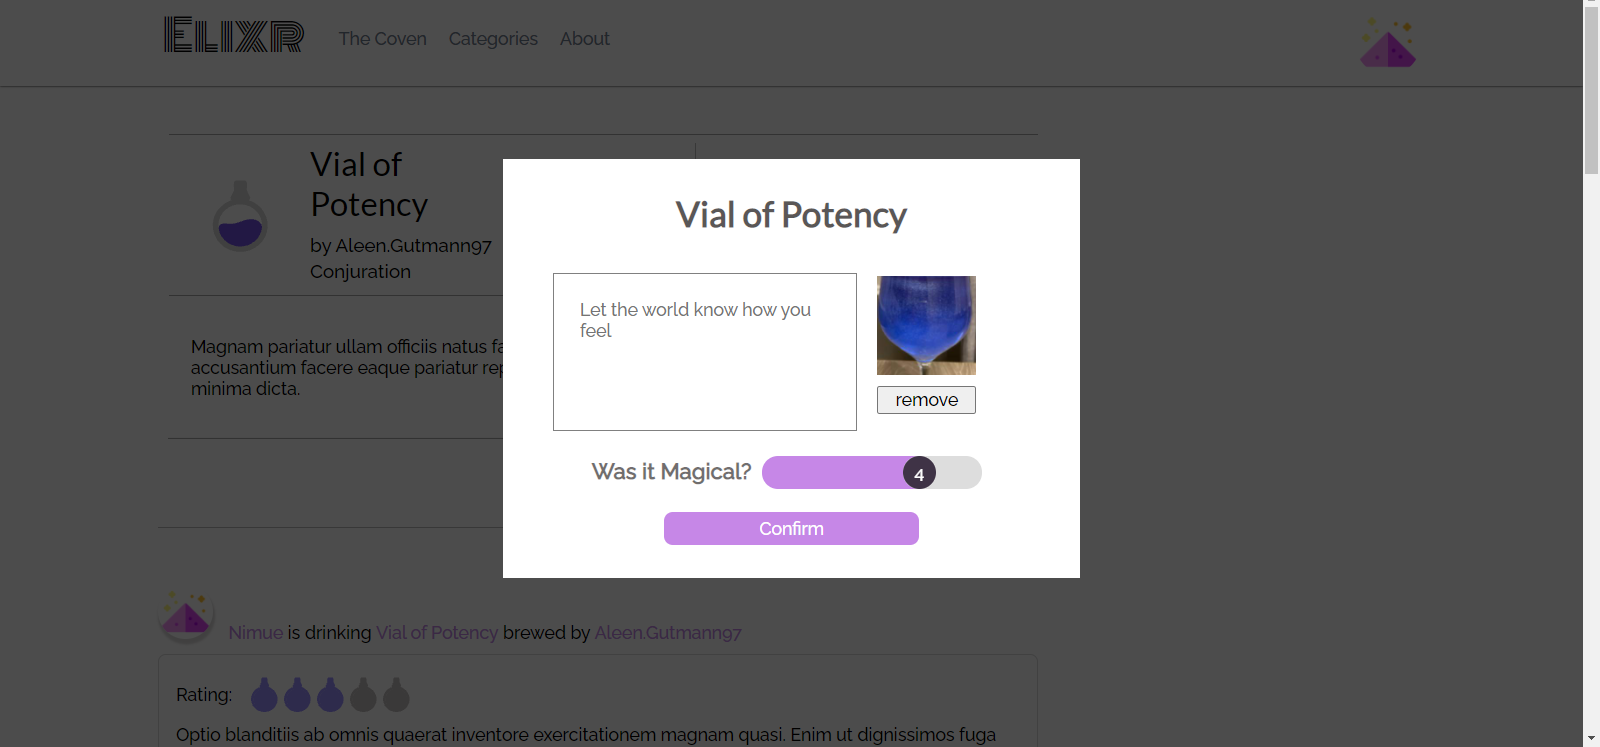 Elixr
The Coven
Categories
About
Vial of
Potency
by Aleen.Gutmann97
Conjuration
Magnam pariatur ullam officiis natus
accusantium facere eaque pariatur
minima dicta.
Vial of Potency
Let the world know how you
feel
remove
Was it Magical?
4
Confirm
Nimue is drinking Vial of Potency brewed by Aleen.Gutmann97
Rating:
Optio blanditiis ab omnis quaerat inventore exercitationem magnam quasi. Enim ut dignissimos fuga